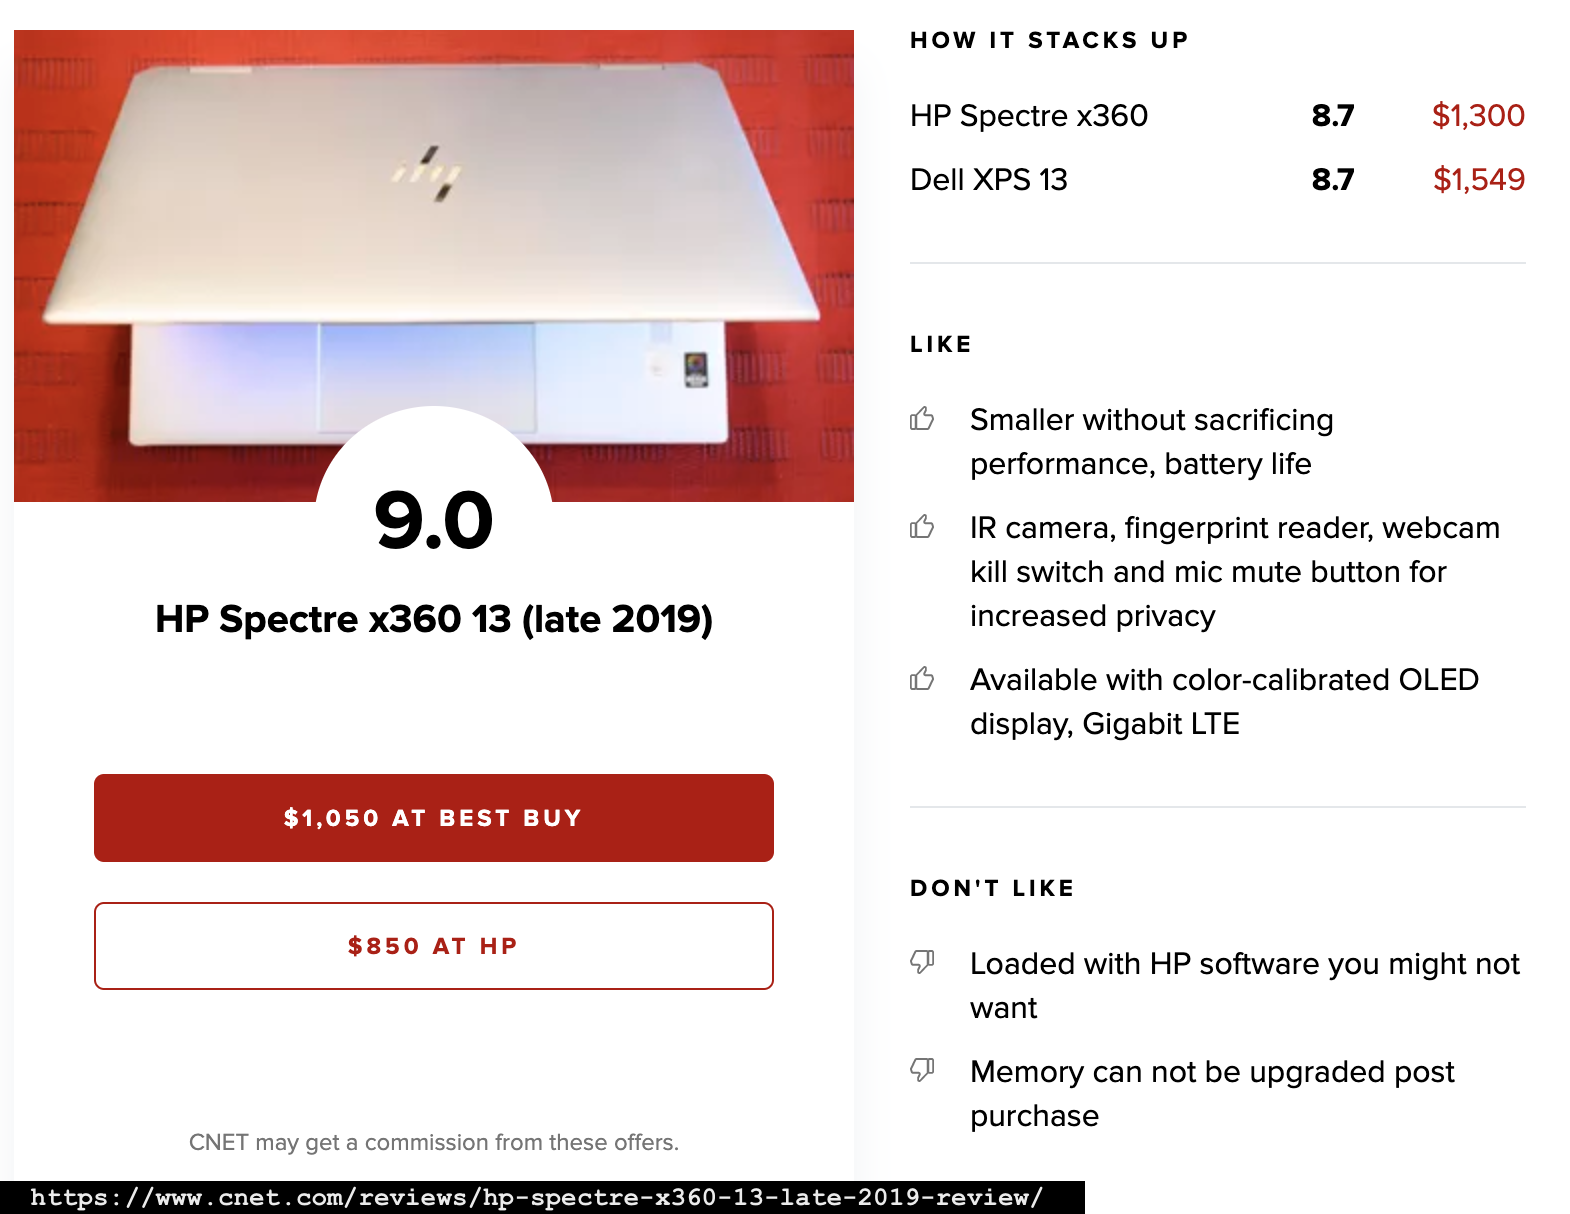 9.0
HP Spectre x360 13 (late 2019)
$1,050 AT BEST BUY
$850 AT HP
CNET may get a commission from these offers.
HOW IT STACKS UP
HP Spectre x360 8.7 $1,300
Dell XPS 13 8.7 $1,549
LIKE
Smaller without sacrificing
performance, battery life
IR camera, fingerprint reader, webcam
kill switch and mic mute button for
increased privacy
Available with color-calibrated OLED
display, Gigabit LTE
DON'T LIKE
Loaded with HP software you might not
want
Memory can not be upgraded post
purchase
https://www.cnet.com/reviews/hp-spectre-x360-13-late-2019-review/